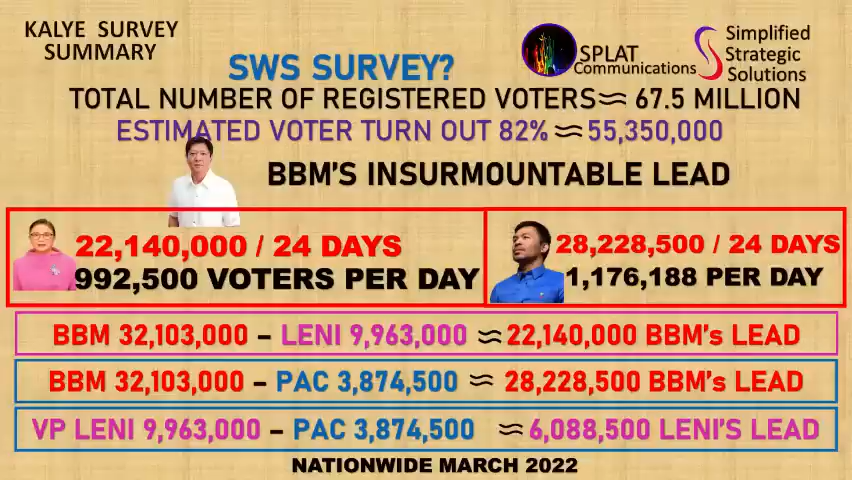 KALYE SURVEY
SUMMARY
SPLAT
Communications
Simplified
Strategic
Solutions
SWS SURVEY?
TOTAL NUMBER OF REGISTERED VOTERS≈ 67.5 MILLION
ESTIMATED VOTER TURN OUT 82% ≈55,350,000
BBM'S INSURMOUNTABLE LEAD
22,140,000 / 24 DAYS
992,500 VOTERS PER DAY
28,228,500 / 24 DAYS
1,176,188 PER DAY
BBM 32,103,000 – LENI 9,963,000 ≈22,140,000 BBM's LEAD
BBM 32,103,000 – PAC 3,874,500 ≈ 28,228,500 BBM's LEAD
VP LENI 9,963,000 – PAC 3,874,500 ≈6,088,500 LENI'S LEAD
NATIONWIDE MARCH 2022